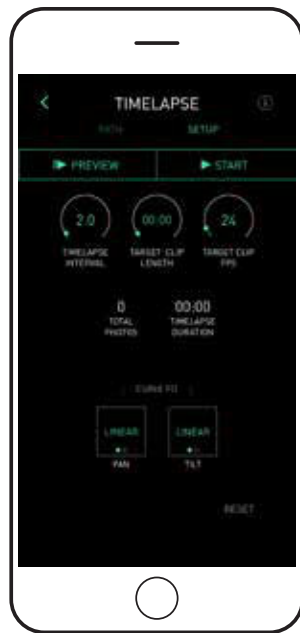 TIMELAPSE
PATH SETUP
PREVIEW START
2.0 00:00 24
TIMELAPSE TARGET CLIP TARGET CLIP
INTERVAL LENGTH FPS
0 00:00
TOTAL TIMELAPSE
PHOTOS DURATION
LINEAR LINEAR
PAN TILT
RESET